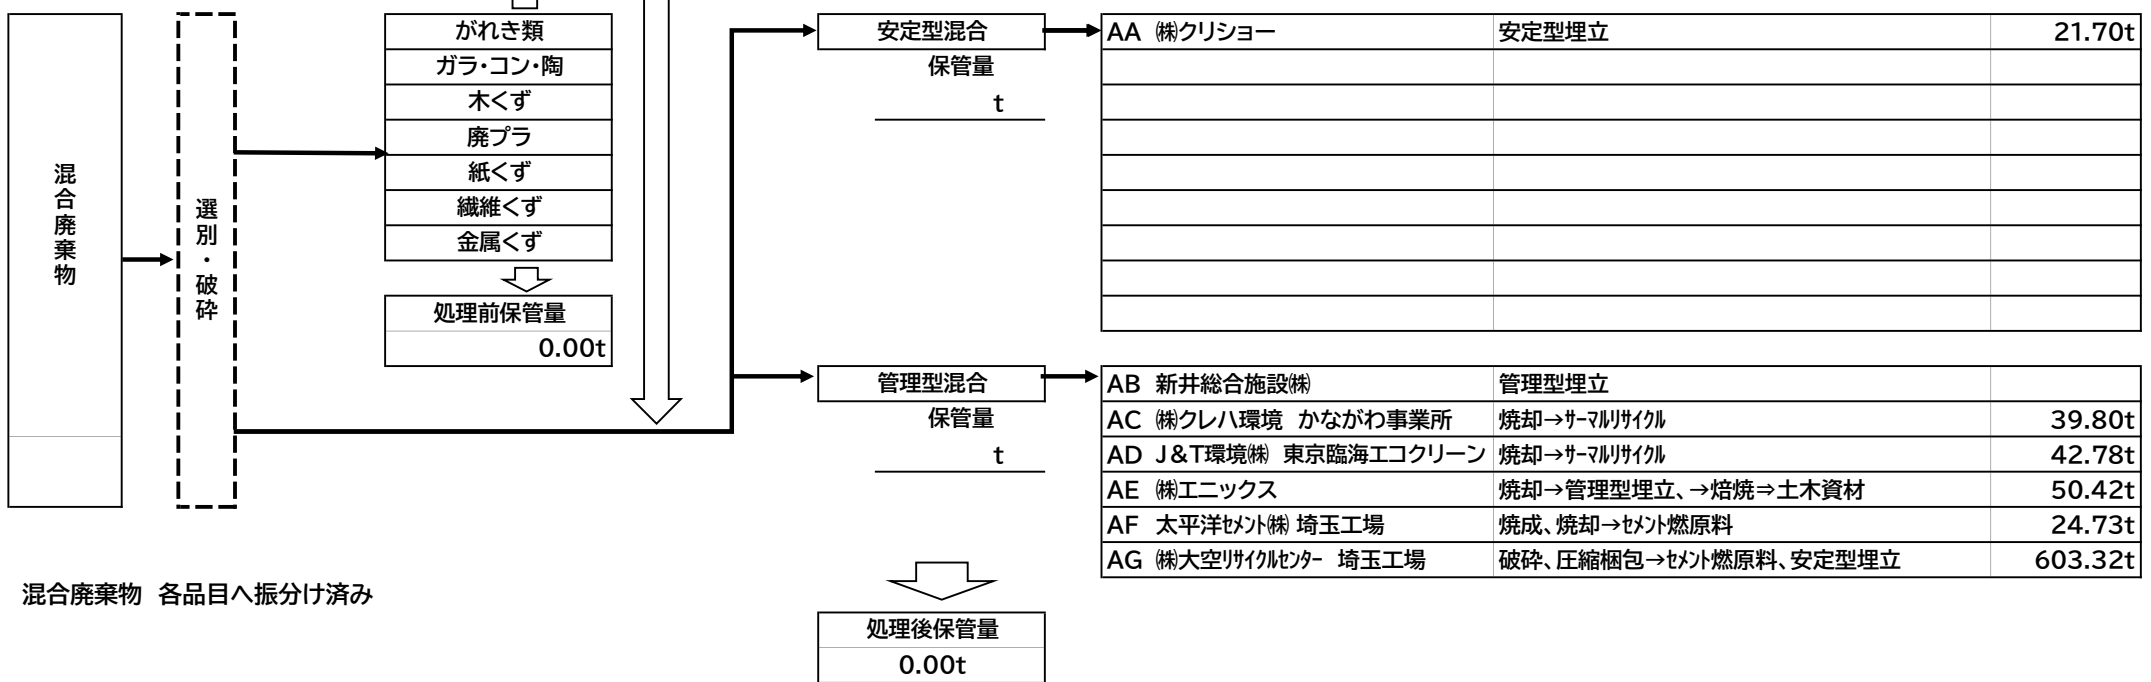 混合廃棄物
選別・破砕
がれき類
ガラ・コン・陶
木くず
廃プラ
紙くず
繊維くず
金属くず
処理前保管量
0.00t
安定型混合
保管量
t
AA ㈱クリショー 安定型埋立 21.70t
管理型混合
保管量
t
AB 新井総合施設㈱ 管理型埋立
AC ㈱クレハ環境 かながわ事業所 焼却→ｻｰﾏﾙﾘｻｲｸﾙ 39.80t
AD J&T環境㈱ 東京臨海エコクリーン 焼却→ｻｰﾏﾙﾘｻｲｸﾙ 42.78t
AE ㈱エニックス 焼却→管理型埋立、→焙焼⇒土木資材 50.42t
AF 太平洋ｾﾒﾝﾄ㈱ 埼玉工場 焼成、焼却→ｾﾒﾝﾄ燃原料 24.73t
AG ㈱大空ﾘｻｲｸﾙｾﾝﾀｰ 埼玉工場 破砕、圧縮梱包→ｾﾒﾝﾄ燃原料、安定型埋立 603.32t
混合廃棄物 各品目へ振分け済み
処理後保管量
0.00t